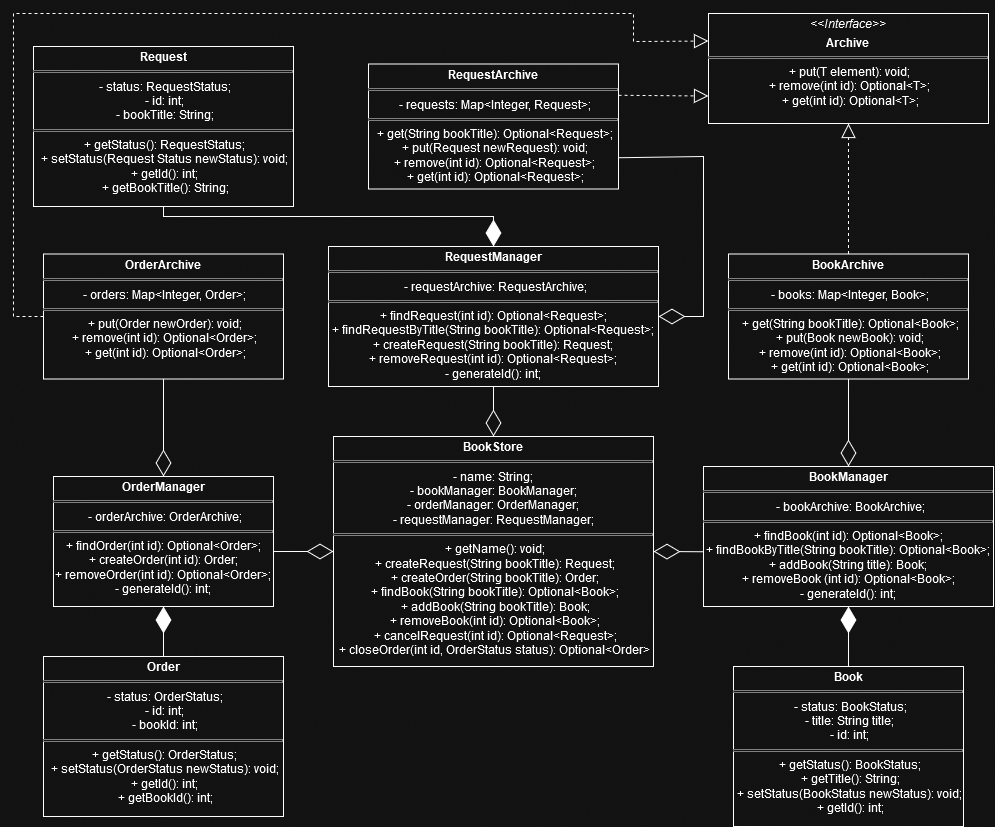 <<Interface>>
Archive
+ put(T element): void;
+ remove(int id): Optional<T>;
+ get(int id): Optional<T>;
Request
- status: RequestStatus;
- id: int;
- bookTitle: String;
+ getStatus(): RequestStatus;
+ setStatus(Request Status newStatus): void;
+ getId(): int;
+ getBookTitle(): String;
RequestArchive
- requests: Map<Integer, Request>;
+ get(String bookTitle): Optional<Request>;
+ put(Request newRequest): void;
+ remove(int id): Optional<Request>;
+ get(int id): Optional<Request>;
OrderArchive
- orders: Map<Integer, Order>;
+ put(Order newOrder): void;
+ remove(int id): Optional<Order>;
+ get(int id): Optional<Order>;
RequestManager
- requestArchive: RequestArchive;
+ findRequest(int id): Optional<Request>;
+ findRequestByTitle(String bookTitle): Optional<Request>;
+ createRequest(String bookTitle): Request;
+ removeRequest(int id): Optional<Request>;
- generateId(): int;
BookArchive
- books: Map<Integer, Book>;
+ get(String bookTitle): Optional<Book>;
+ put(Book newBook): void;
+ remove(int id): Optional<Book>;
+ get(int id): Optional<Book>;
OrderManager
- orderArchive: OrderArchive;
+ findOrder(int id): Optional<Order>;
+ createOrder(int id): Order;
+ removeOrder(int id): Optional<Order>;
- generateId(): int;
BookStore
- name: String;
- bookManager: BookManager;
- orderManager: OrderManager;
- requestManager: RequestManager;
+ getName(): void;
+ createRequest(String bookTitle): Request;
+ createOrder(String bookTitle): Order;
+ findBook(String bookTitle): Optional<Book>;
+ addBook(String bookTitle): Book;
+ removeBook(int id): Optional<Book>;
+ cancelRequest(int id): Optional<Request>;
+ closeOrder(int id, OrderStatus status): Optional<Order>
BookManager
- bookArchive: BookArchive;
+ findBook(int id): Optional<Book>;
+ findBookByTitle(String bookTitle): Optional<Book>;
+ addBook(String title): Book;
+ removeBook (int id): Optional<Book>;
- generateId(): int;
Order
- status: OrderStatus;
- id: int;
- bookId: int;
+ getStatus(): OrderStatus;
+ setStatus(OrderStatus newStatus): void;
+ getId(): int;
+ getBookId(): int;
Book
- status: BookStatus;
- title: String title;
- id: int;
+ getStatus(): BookStatus;
+ getTitle(): String;
+ setStatus(BookStatus newStatus): void;
+ getId(): int;